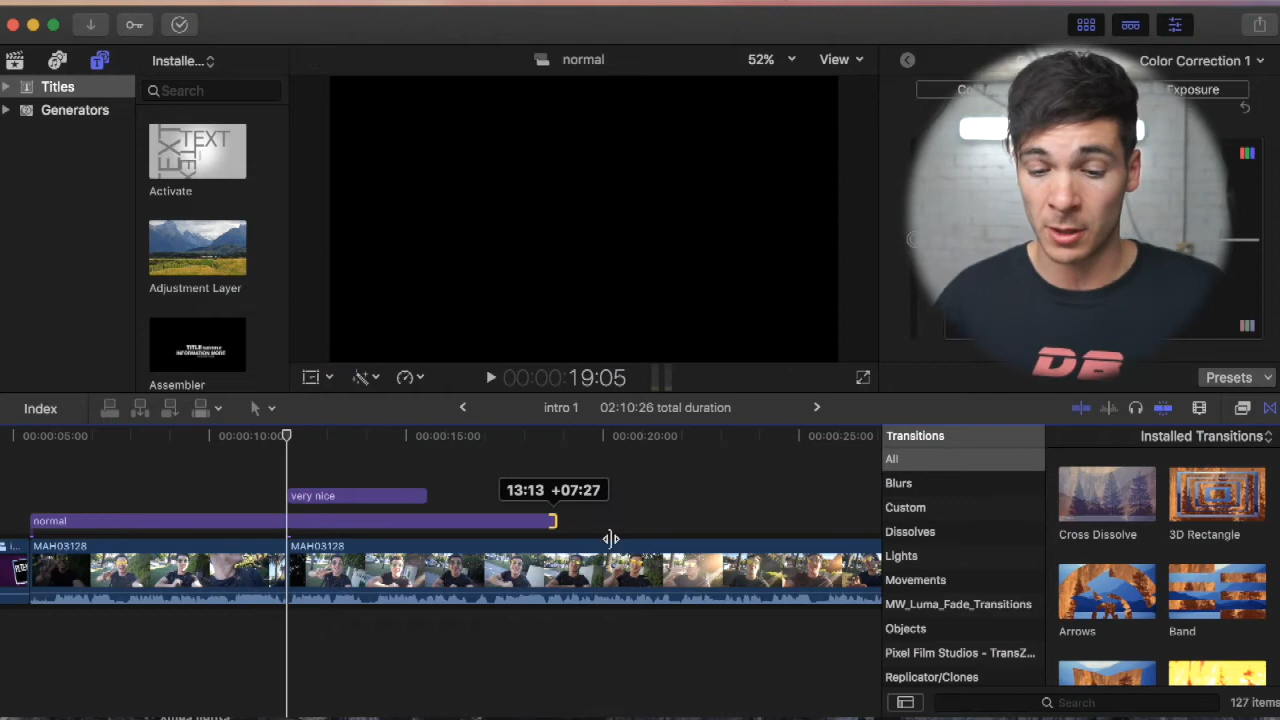 Installe...
normal
52%
View
Color Correction 1
Titles
Search
Exposure
Generators
TEXT
Activate
Adjustment Layer
TITLE SUBTITLE
INFORMATION MORE
Assembler
DB
00:00:00:19:05
Presets
Index
intro 1
02:10:26 total duration
00:00:05:00
00:00:10:00
00:00:15:00
00:00:20:00
00:00:25:00
Transitions
Installed Transitions
All
Blurs
Custom
Dissolves
Lights
Movements
MW_Luma_Fade_Transitions
Objects
Pixel Film Studios - TransZ...
Replicator/Clones
Cross Dissolve
3D Rectangle
Arrows
Band
very nice
13:13 +07:27
normal
i...
MAH03128
MAH03128
Search
127 items